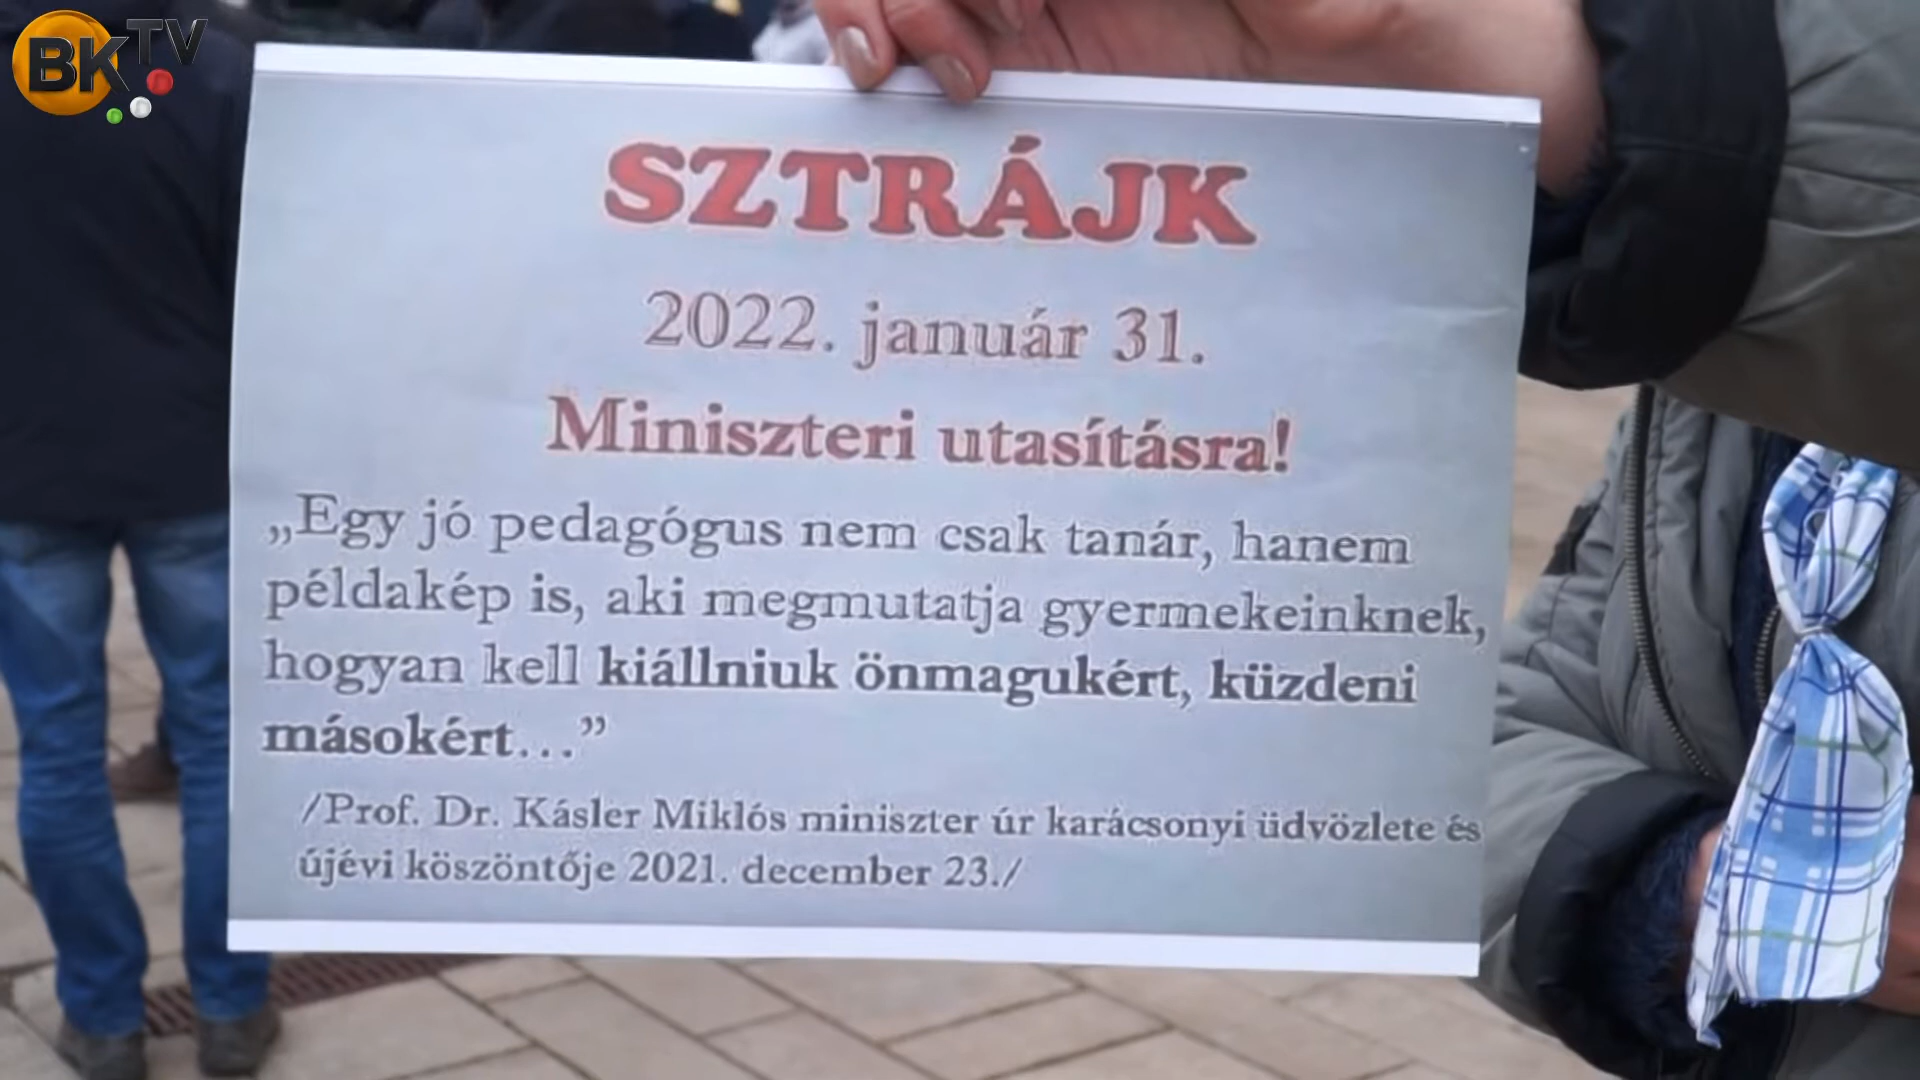 BKTV
SZTRÁJK
2022. január 31.
Miniszteri utasításra!
„Egy jó pedagógus nem csak tanár, hanem
példakép is, aki megmutatja gyermekeinknek,
hogyan kell kiállniuk önmagukért, küzdeni
másokért…”
/Prof. Dr. Kásler Miklós miniszter úr karácsonyi üdvözlete és
újévi köszöntője 2021. december 23./